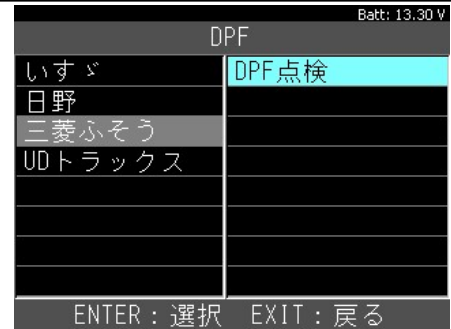 Batt: 13.30 V
DPF
いすゞ
日野
三菱ふそう
UDトラックス
DPF点検
ENTER：選択 EXIT：戻る